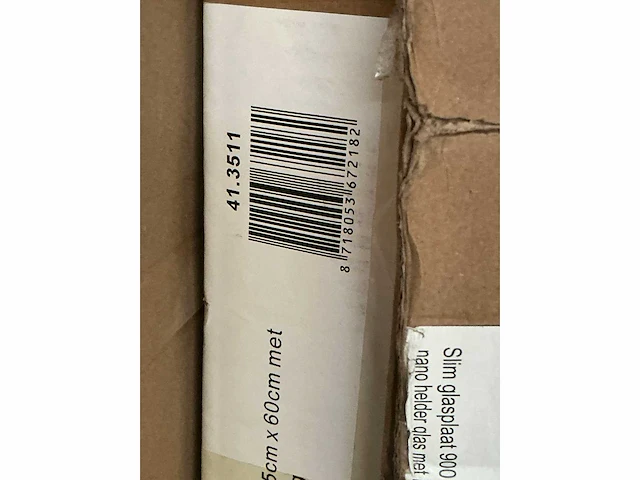 41.3511
8 718053 672182
5cm x 60cm met
Slim glasplaat 900
nano helder glas met